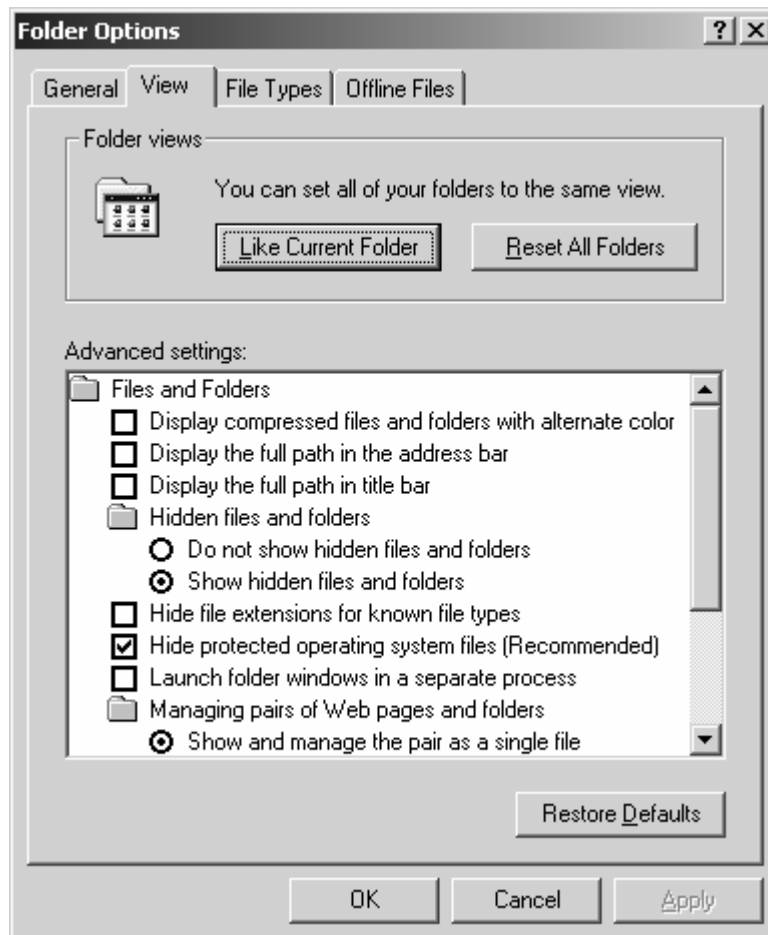 Folder Options
General View File Types Offline Files
Folder views
You can set all of your folders to the same view.
Like Current Folder Reset All Folders
Advanced settings:
Files and Folders
Display compressed files and folders with alternate color
Display the full path in the address bar
Display the full path in title bar
Hidden files and folders
Do not show hidden files and folders
Show hidden files and folders
Hide file extensions for known file types
Hide protected operating system files (Recommended)
Launch folder windows in a separate process
Managing pairs of Web pages and folders
Show and manage the pair as a single file
Restore Defaults
OK Cancel Apply